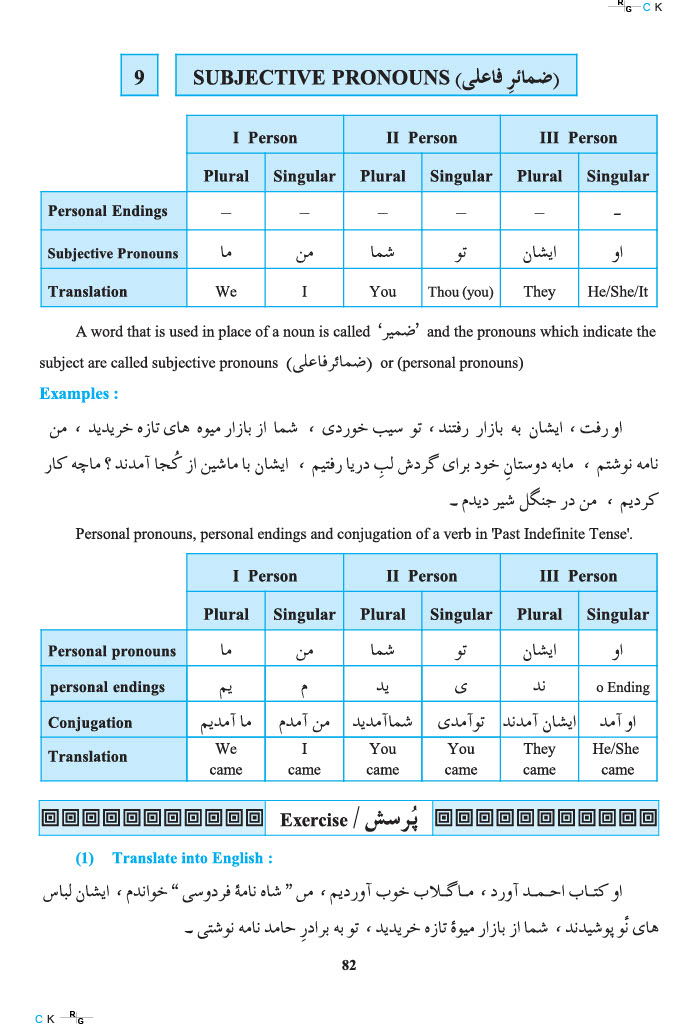 R G C K
9 SUBJECTIVE PRONOUNS (ضمائرِ فاعلی)
I Person II Person III Person
Plural Singular Plural Singular Plural Singular
Personal Endings – – – – – -
Subjective Pronouns ما من شما تو ایشان او
Translation We I You Thou (you) They He/She/It
A word that is used in place of a noun is called ‘ضمیر’ and the pronouns which indicate the
subject are called subjective pronouns (ضمائر فاعلی) or (personal pronouns)
Examples :
او رفت ، ایشان به بازار رفتند ، تو سیب خوردی ، شما از بازار میوه های تازه خریدید ، من
نامه نوشتم ، مابه دوستانِ خود برای گردش لبِ دریا رفتیم ، ایشان با ماشین از کُجا آمدند ؟ ماچه کار
کردیم ، من در جنگل شیر دیدم ۔
Personal pronouns, personal endings and conjugation of a verb in 'Past Indefinite Tense'.
I Person II Person III Person
Plural Singular Plural Singular Plural Singular
Personal pronouns ما من شما تو ایشان او
personal endings یم م ید ی ند o Ending
Conjugation ما آمدیم من آمدم شماآمدید توآمدی ایشان آمدند او آمد
Translation We came I came You came You came They came He/She came
Exercise / پُرسش
(1) Translate into English :
او کتاب احمد آورد ، ماگلاب خوب آوردیم ، من ” شاه نامۂ فردوسی “ خواندم ، ایشان لباس
های نُو پوشیدند ، شما از بازار میوۂ تازه خریدید ، تو به برادرِ حامد نامه نوشتی ۔
82
C K R G